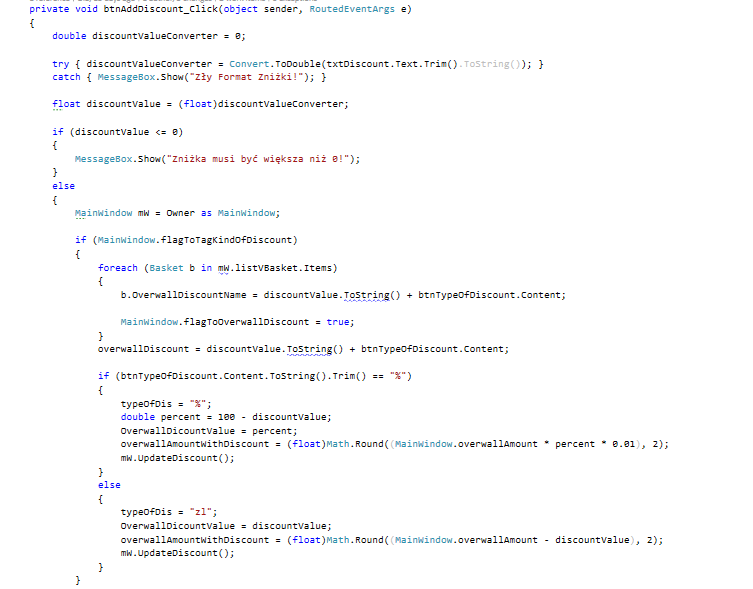 private void btnAddDiscount_Click(object sender, RoutedEventArgs e)
{
double discountValueConverter = 0;
try { discountValueConverter = Convert.ToDouble(txtDiscount.Text.Trim().ToString()); }
catch { MessageBox.Show("Zły Format Zniżki!"); }
float discountValue = (float)discountValueConverter;
if (discountValue <= 0)
{
MessageBox.Show("Zniżka musi być większa niż 0!");
}
else
{
MainWindow mW = Owner as MainWindow;
if (MainWindow.flagToTagKindOfDiscount)
{
foreach (Basket b in mW.listVBasket.Items)
{
b.OverwallDiscountName = discountValue.ToString() + btnTypeOfDiscount.Content;
MainWindow.flagToOverwallDiscount = true;
}
overwallDiscount = discountValue.ToString() + btnTypeOfDiscount.Content;
if (btnTypeOfDiscount.Content.ToString().Trim() == "%")
{
typeOfDis = "%";
double percent = 100 - discountValue;
OverwallDicountValue = percent;
overwallAmountWithDiscount = (float)Math.Round((MainWindow.overwallAmount * percent * 0.01), 2);
mW.UpdateDiscount();
}
else
{
typeOfDis = "zl";
OverwallDicountValue = discountValue;
overwallAmountWithDiscount = (float)Math.Round((MainWindow.overwallAmount - discountValue), 2);
mW.UpdateDiscount();
}
}